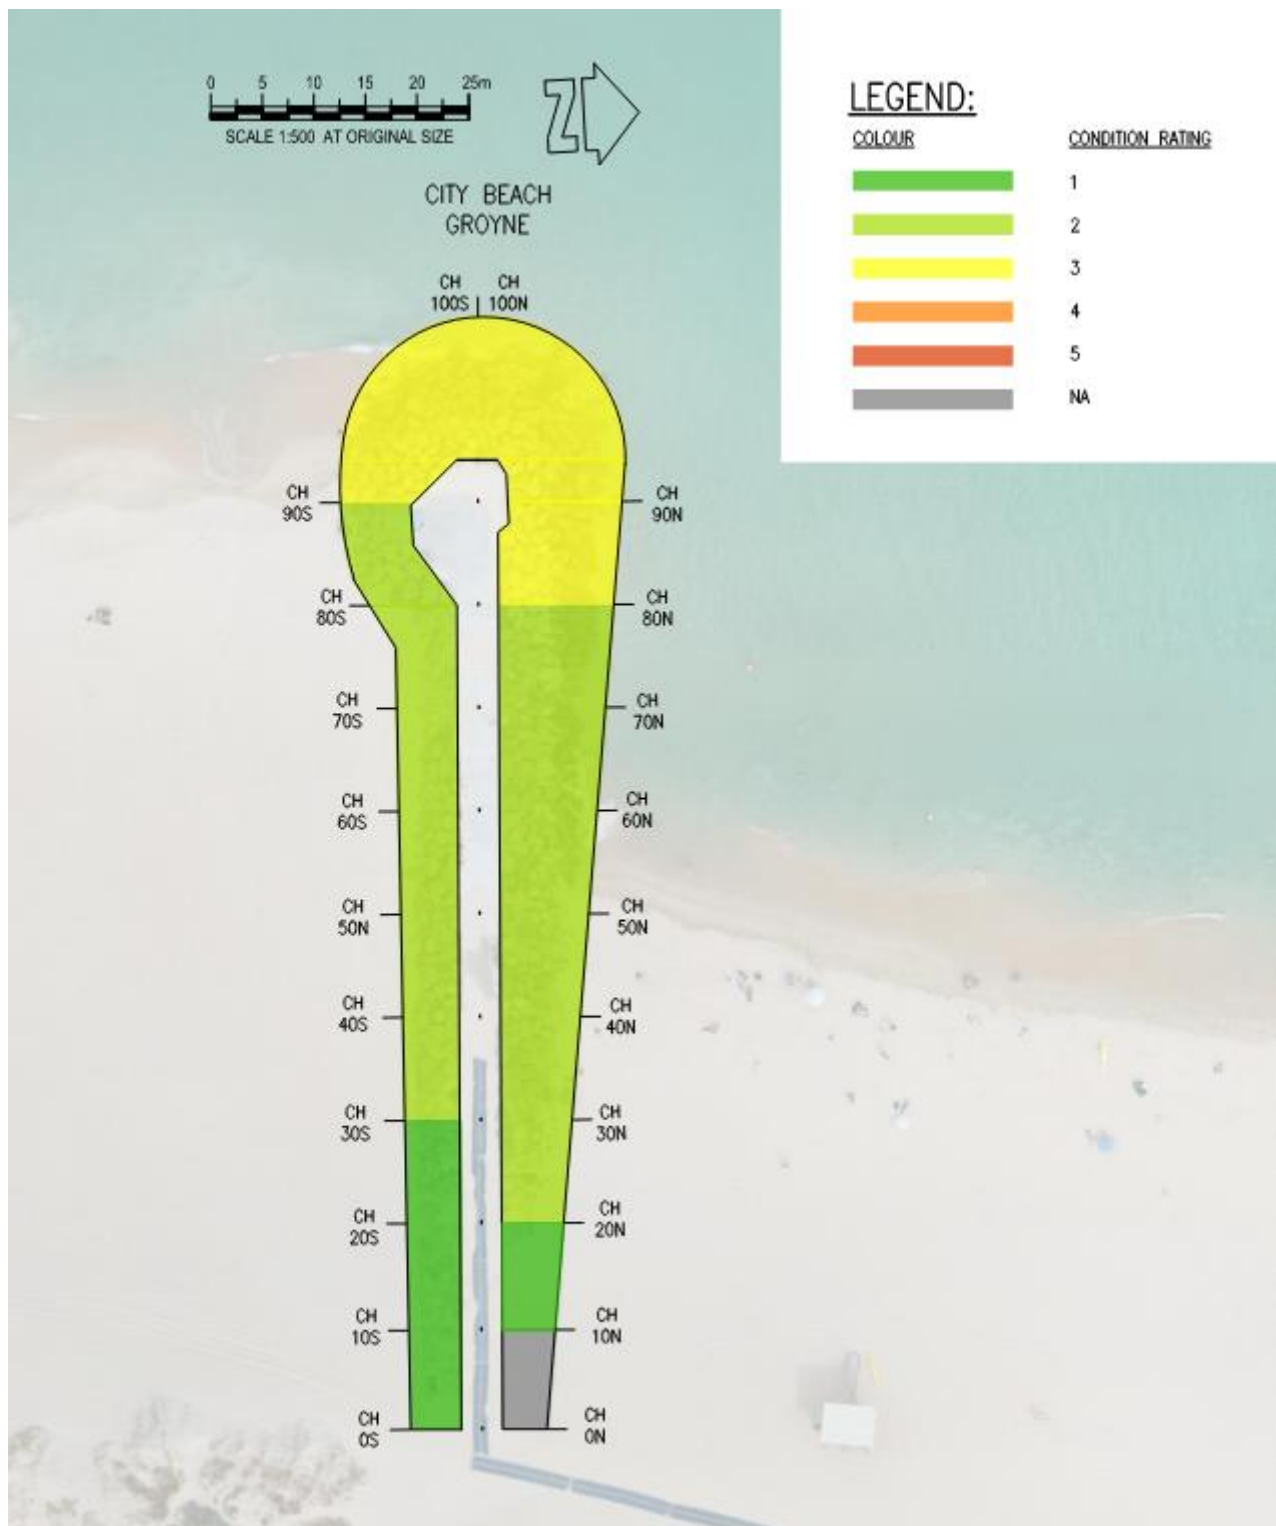 0 5 10 15 20 25m
SCALE 1:500 AT ORIGINAL SIZE
N
CITY BEACH
GROYNE
LEGEND:
COLOUR CONDITION RATING
1
2
3
4
5
NA
CH CH
100S 100N
CH
90S
CH
90N
CH
80S
CH
80N
CH
70S
CH
70N
CH
60S
CH
60N
CH
50N
CH
50N
CH
40S
CH
40N
CH
30S
CH
30N
CH
20S
CH
20N
CH
10S
CH
10N
CH
0S
CH
0N